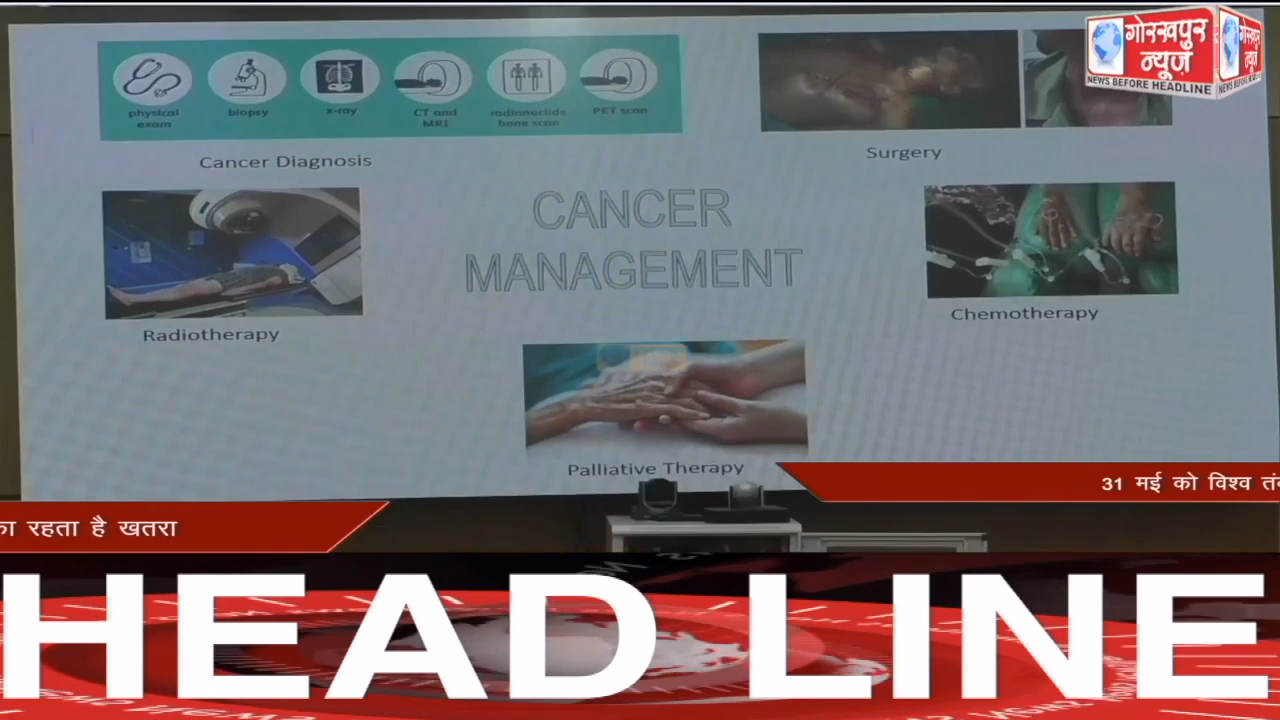 गोरखपुर
न्यूज़
NEWS BEFORE HEADLINE
physical exam
biopsy
x-ray
CT and MRI
radionuclide bone scan
PET scan
Cancer Diagnosis
Surgery
CANCER
MANAGEMENT
Radiotherapy
Chemotherapy
Palliative Therapy
31 मई को विश्व
का रहता है खतरा
HEAD LINE